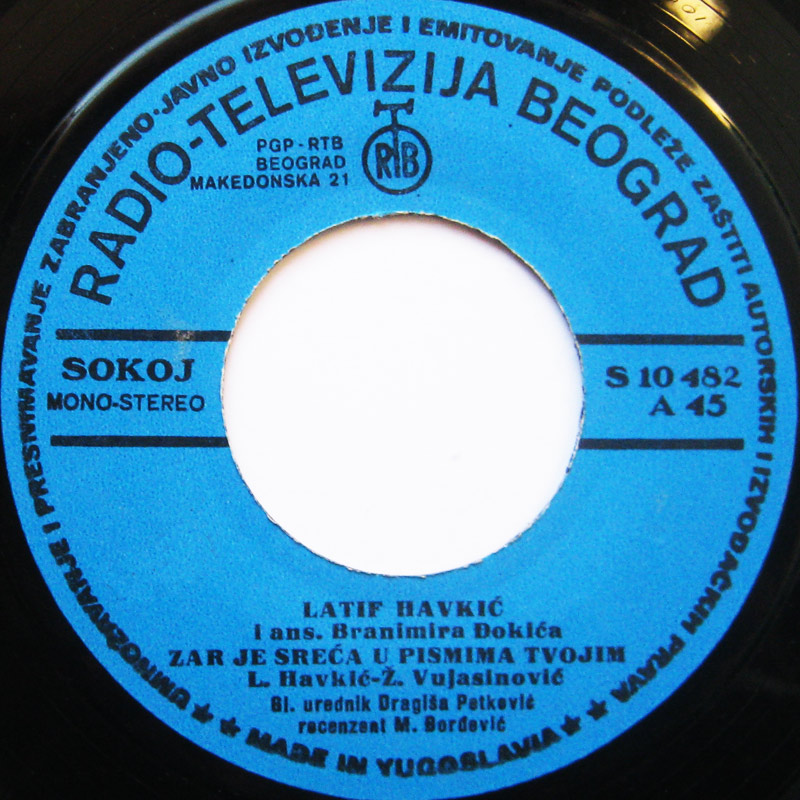 UMNOŽAVANJE I PRESNIMAVANJE ZABRANJENO-JAVNO IZVOĐENJE I EMITOVANJE PODLEŽE ZAŠTITI AUTORSKIH I IZVOĐAČKIH PRAVA
RADIO-TELEVIZIJA BEOGRAD
PGP-RTB
BEOGRAD
MAKEDONSKA 21
RTB
SOKOJ
MONO-STEREO
S 10 482
A 45
LATIF HAVKIĆ
i ans. Branimira Đokića
ZAR JE SREĆA U PISMIMA TVOJIM
L. Havkić-Ž. Vujasinović
Gl. urednik Dragiša Petković
recenzent M. Đorđević
★ ★ MADE IN YUGOSLAVIA ★ ★